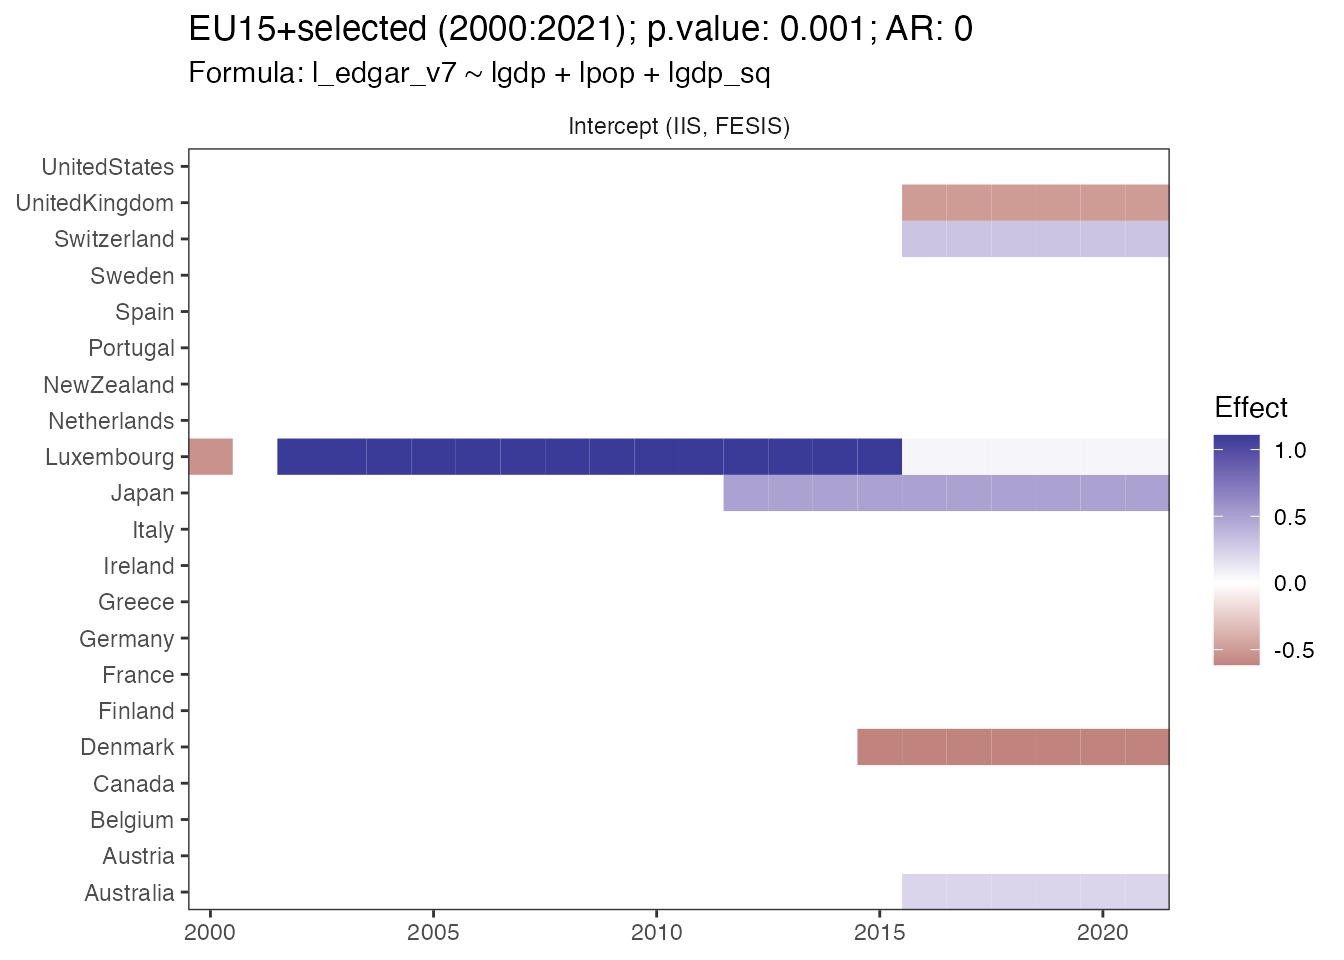 EU15+selected (2000:2021); p.value: 0.001; AR: 0
Formula: l_edgar_v7 ~ lgdp + lpop + lgdp_sq
Intercept (IIS, FESIS)
UnitedStates
UnitedKingdom
Switzerland
Sweden
Spain
Portugal
NewZealand
Netherlands
Luxembourg
Japan
Italy
Ireland
Greece
Germany
France
Finland
Denmark
Canada
Belgium
Austria
Australia
2000 2005 2010 2015 2020
Effect
1.0
0.5
0.0
-0.5